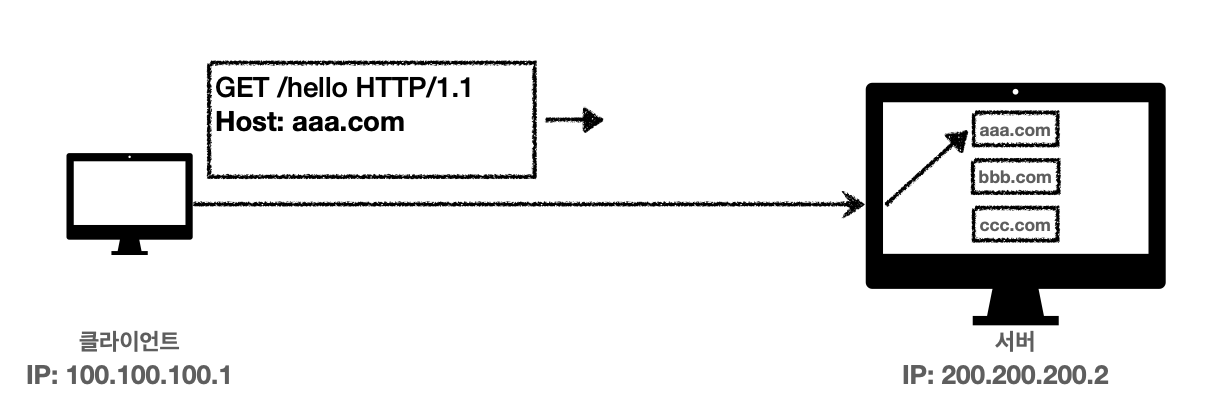 GET /hello HTTP/1.1
Host: aaa.com
aaa.com
bbb.com
ccc.com
클라이언트
IP: 100.100.100.1
서버
IP: 200.200.200.2